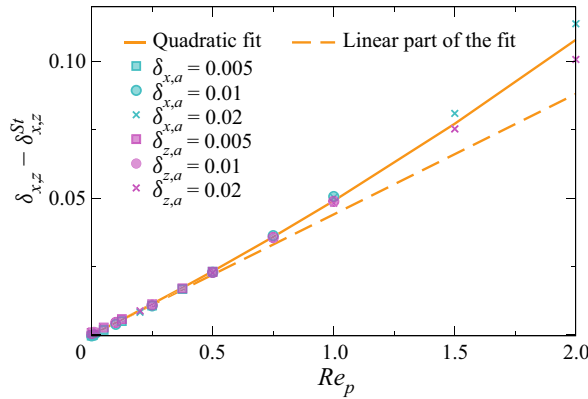 Quadratic fit Linear part of the fit
δx,a = 0.005
δx,a = 0.01
δx,a = 0.02
δz,a = 0.005
δz,a = 0.01
δz,a = 0.02
0.10
0.05
0
δx,z − δSt x,z
0 0.5 1.0 1.5 2.0
Rep